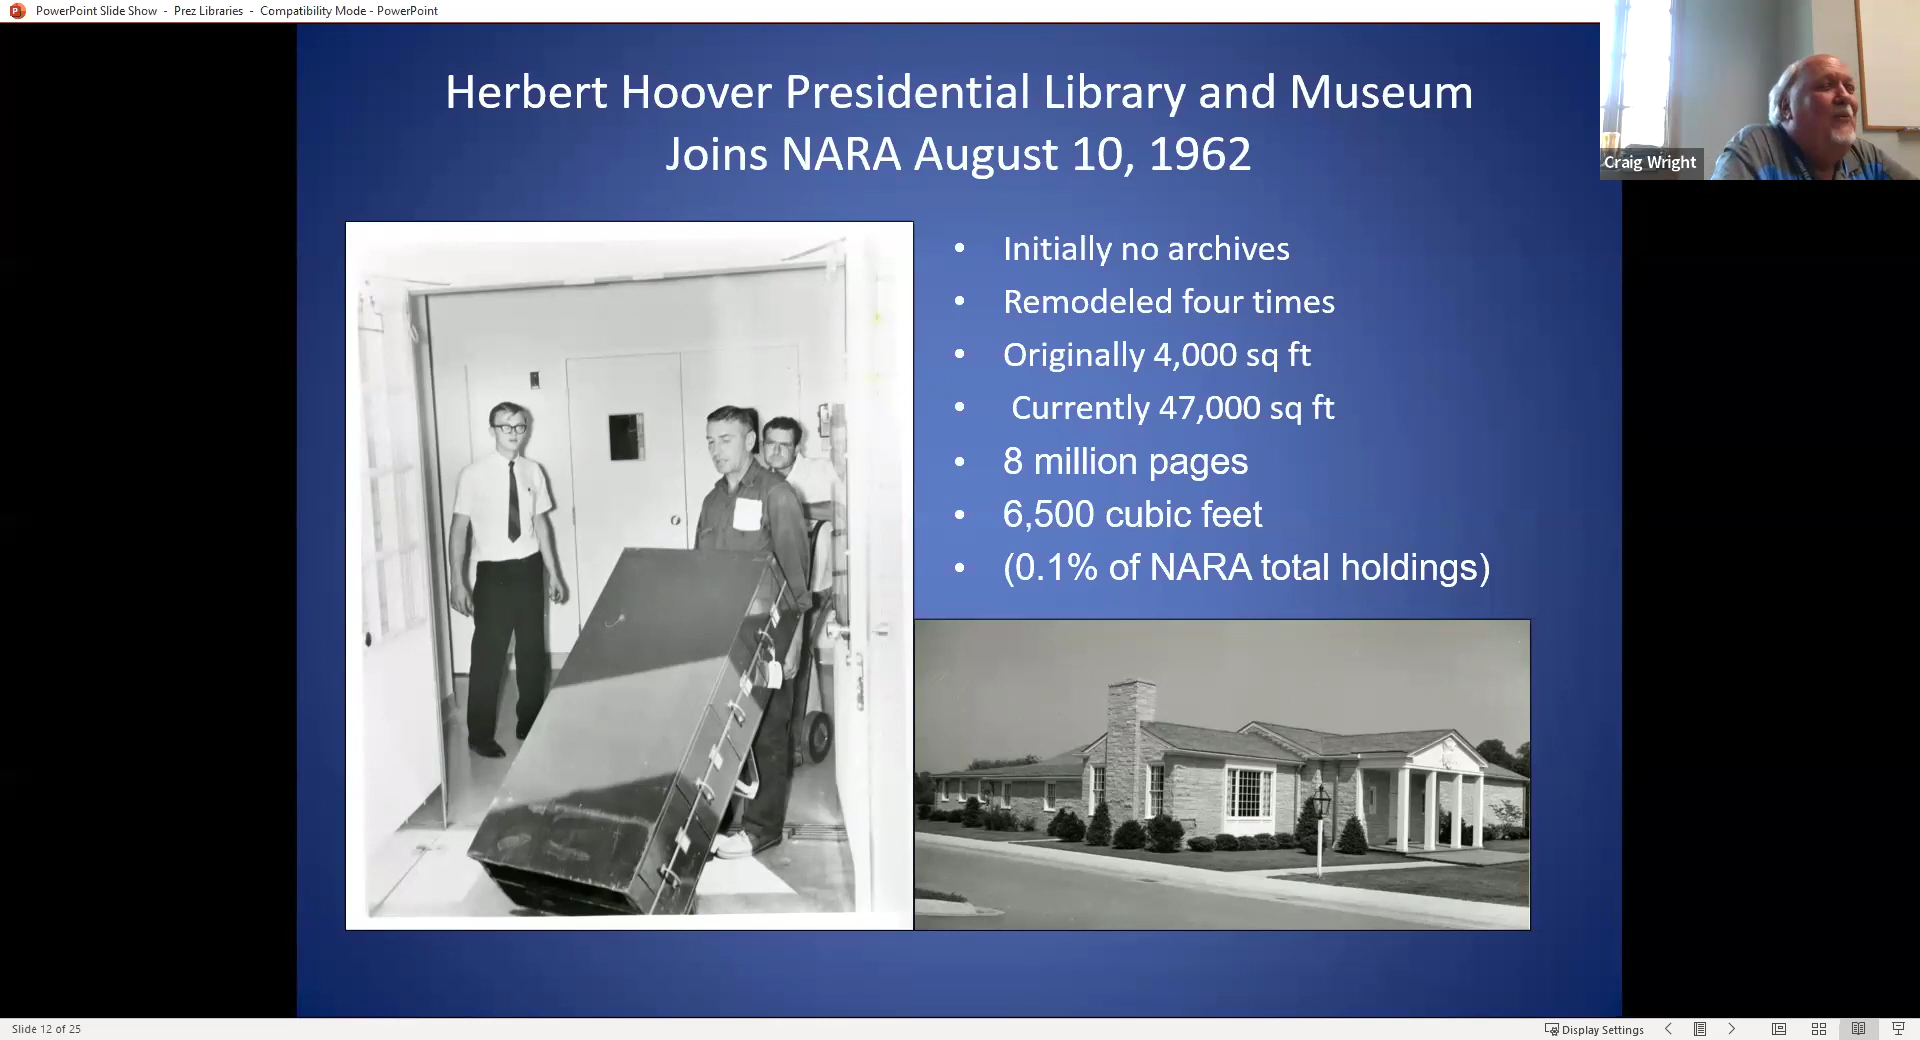 PowerPoint Slide Show - Prez Libraries - Compatibility Mode - PowerPoint
Herbert Hoover Presidential Library and Museum
Joins NARA August 10, 1962
Craig Wright
• Initially no archives
• Remodeled four times
• Originally 4,000 sq ft
• Currently 47,000 sq ft
• 8 million pages
• 6,500 cubic feet
• (0.1% of NARA total holdings)
Slide 12 of 25
Display Settings